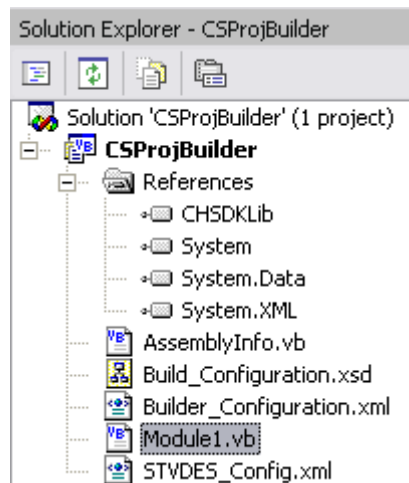 Solution Explorer - CSProjBuilder
Solution 'CSProjBuilder' (1 project)
CSProjBuilder
References
CHSDKLib
System
System.Data
System.XML
AssemblyInfo.vb
Build_Configuration.xsd
Builder_Configuration.xml
Module1.vb
STVDES_Config.xml